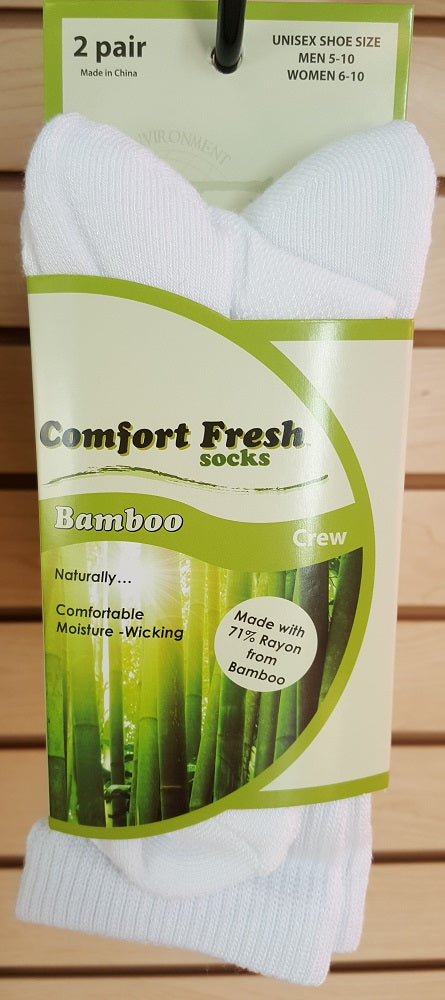 2 pair
Made in China
UNISEX SHOE SIZE
MEN 5-10
WOMEN 6-10
ENVIRONMENT
Comfort Fresh
socks
Bamboo
Crew
Naturally...
Comfortable
Moisture -Wicking
Made with
71% Rayon
from
Bamboo